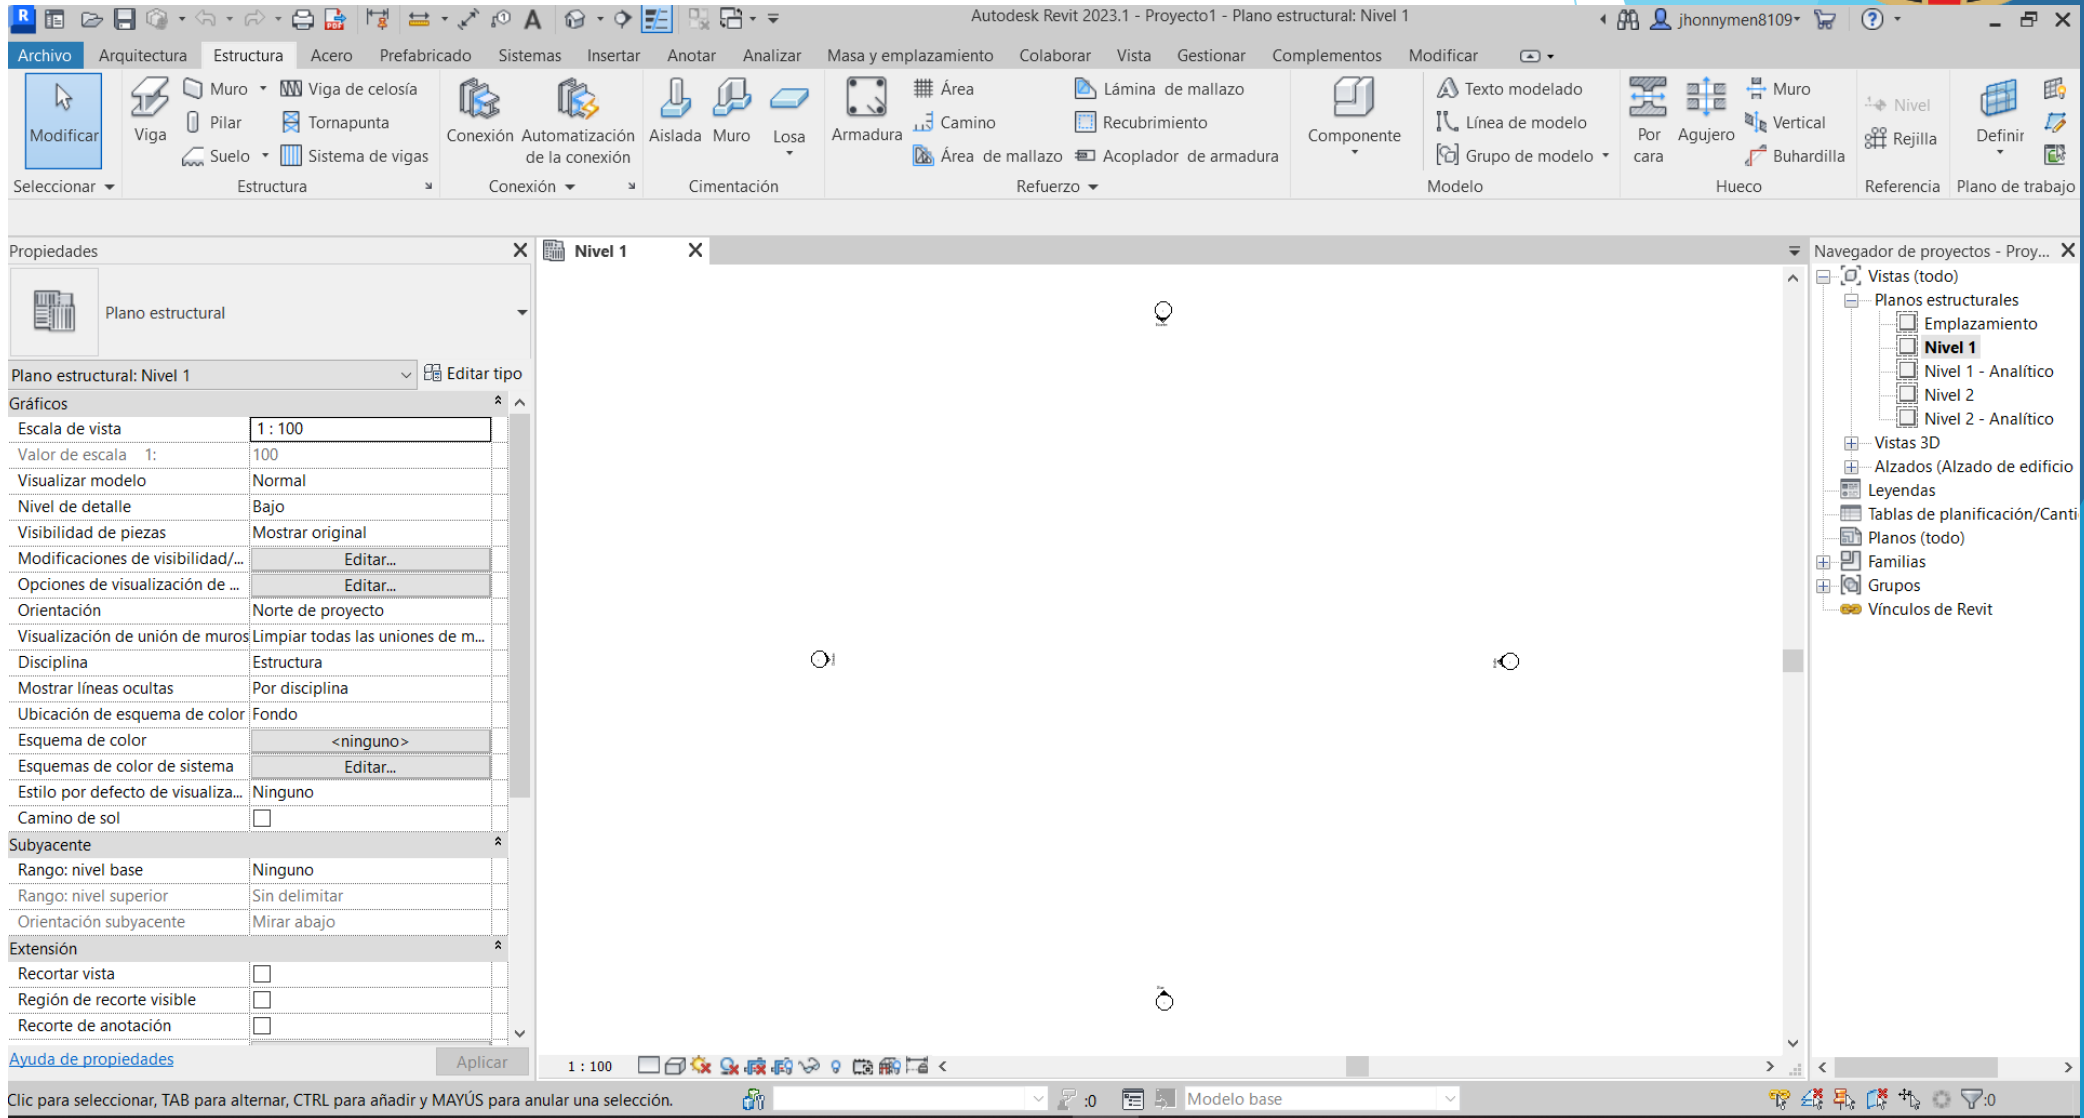 Autodesk Revit 2023.1 - Proyecto1 - Plano estructural: Nivel 1
jhonnymen8109
Archivo Arquitectura Estructura Acero Prefabricado Sistemas Insertar Anotar Analizar Masa y emplazamiento Colaborar Vista Gestionar Complementos Modificar
Modificar
Seleccionar
Viga
Muro
Pilar
Suelo
Viga de celosía
Tornapunta
Sistema de vigas
Estructura
Conexión
Automatización
de la conexión
Conexión
Aislada
Muro
Losa
Cimentación
Armadura
Área
Camino
Área de mallazo
Lámina de mallazo
Recubrimiento
Acoplador de armadura
Refuerzo
Componente
Texto modelado
Línea de modelo
Grupo de modelo
Modelo
Por
cara
Agujero
Muro
Vertical
Buhardilla
Hueco
Nivel
Rejilla
Referencia
Definir
Plano de trabajo
Propiedades
Plano estructural
Plano estructural: Nivel 1
Editar tipo
Gráficos
Escala de vista 1 : 100
Valor de escala 1: 100
Visualizar modelo Normal
Nivel de detalle Bajo
Visibilidad de piezas Mostrar original
Modificaciones de visibilidad/... Editar...
Opciones de visualización de ... Editar...
Orientación Norte de proyecto
Visualización de unión de muros Limpiar todas las uniones de m...
Disciplina Estructura
Mostrar líneas ocultas Por disciplina
Ubicación de esquema de color Fondo
Esquema de color <ninguno>
Esquemas de color de sistema Editar...
Estilo por defecto de visualiza... Ninguno
Camino de sol
Subyacente
Rango: nivel base Ninguno
Rango: nivel superior Sin delimitar
Orientación subyacente Mirar abajo
Extensión
Recortar vista
Región de recorte visible
Recorte de anotación
Ayuda de propiedades
Aplicar
Nivel 1
1 : 100
Navegador de proyectos - Proy...
Vistas (todo)
Planos estructurales
Emplazamiento
Nivel 1
Nivel 1 - Analítico
Nivel 2
Nivel 2 - Analítico
Vistas 3D
Alzados (Alzado de edificio
Leyendas
Tablas de planificación/Canti
Planos (todo)
Familias
Grupos
Vínculos de Revit
Clic para seleccionar, TAB para alternar, CTRL para añadir y MAYÚS para anular una selección.
:0
Modelo base
:0